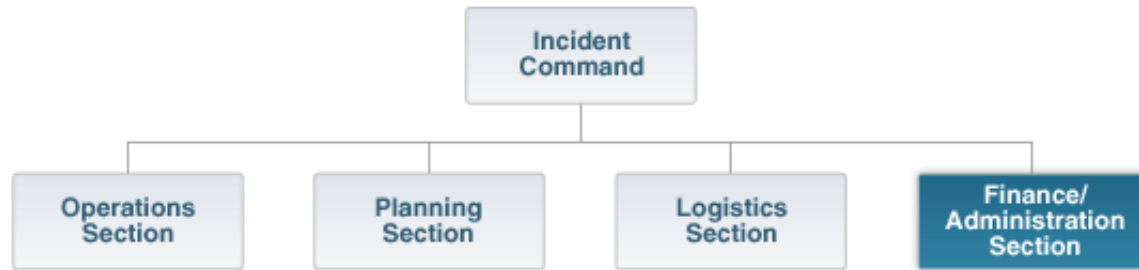 Incident
Command
Operations
Section
Planning
Section
Logistics
Section
Finance/
Administration
Section